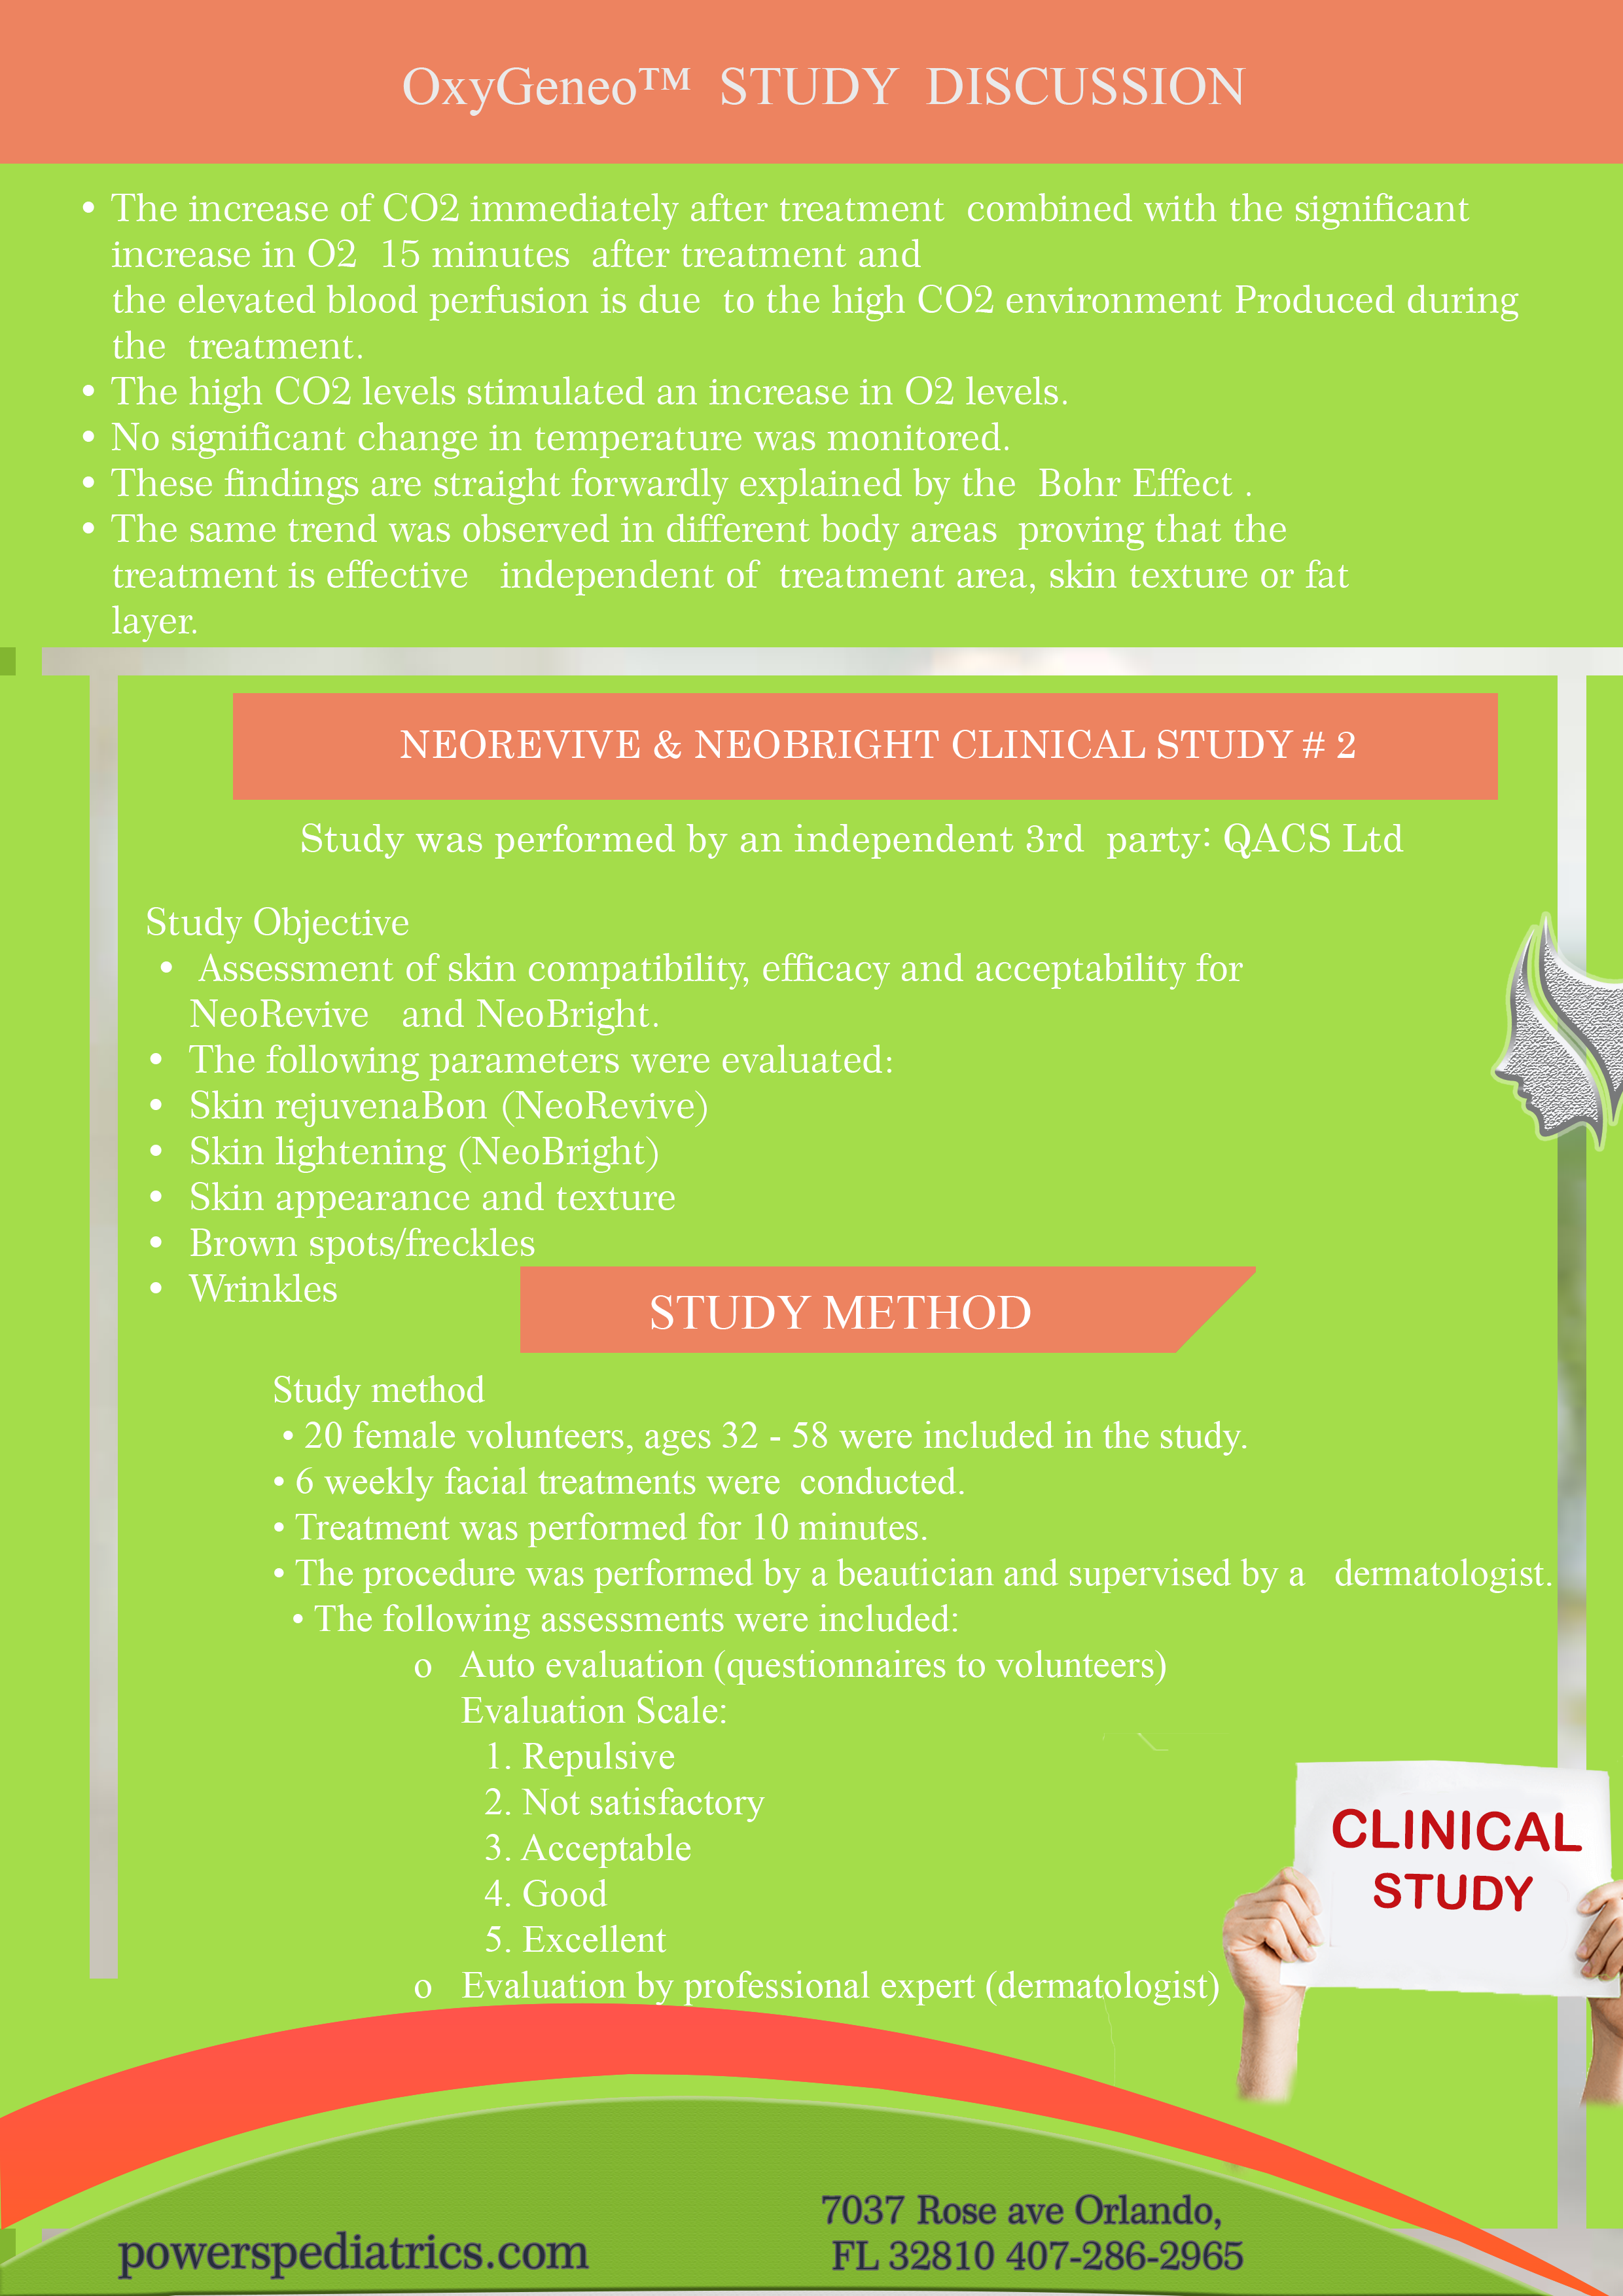 OxyGeneo™ STUDY DISCUSSION
• The increase of CO2 immediately after treatment combined with the significant
increase in O2 15 minutes after treatment and
the elevated blood perfusion is due to the high CO2 environment Produced during
the treatment.
• The high CO2 levels stimulated an increase in O2 levels.
• No significant change in temperature was monitored.
• These findings are straight forwardly explained by the Bohr Effect .
• The same trend was observed in different body areas proving that the
treatment is effective independent of treatment area, skin texture or fat
layer.
NEOREVIVE & NEOBRIGHT CLINICAL STUDY # 2
Study was performed by an independent 3rd party: QACS Ltd
Study Objective
• Assessment of skin compatibility, efficacy and acceptability for
NeoRevive and NeoBright.
• The following parameters were evaluated:
• Skin rejuvenaBon (NeoRevive)
• Skin lightening (NeoBright)
• Skin appearance and texture
• Brown spots/freckles
• Wrinkles
STUDY METHOD
Study method
• 20 female volunteers, ages 32 - 58 were included in the study.
• 6 weekly facial treatments were conducted.
• Treatment was performed for 10 minutes.
• The procedure was performed by a beautician and supervised by a dermatologist.
• The following assessments were included:
o Auto evaluation (questionnaires to volunteers)
Evaluation Scale:
1. Repulsive
2. Not satisfactory
3. Acceptable
4. Good
5. Excellent
o Evaluation by professional expert (dermatologist)
CLINICAL
STUDY
7037 Rose ave Orlando,
FL 32810 407-286-2965
powerspediatrics.com